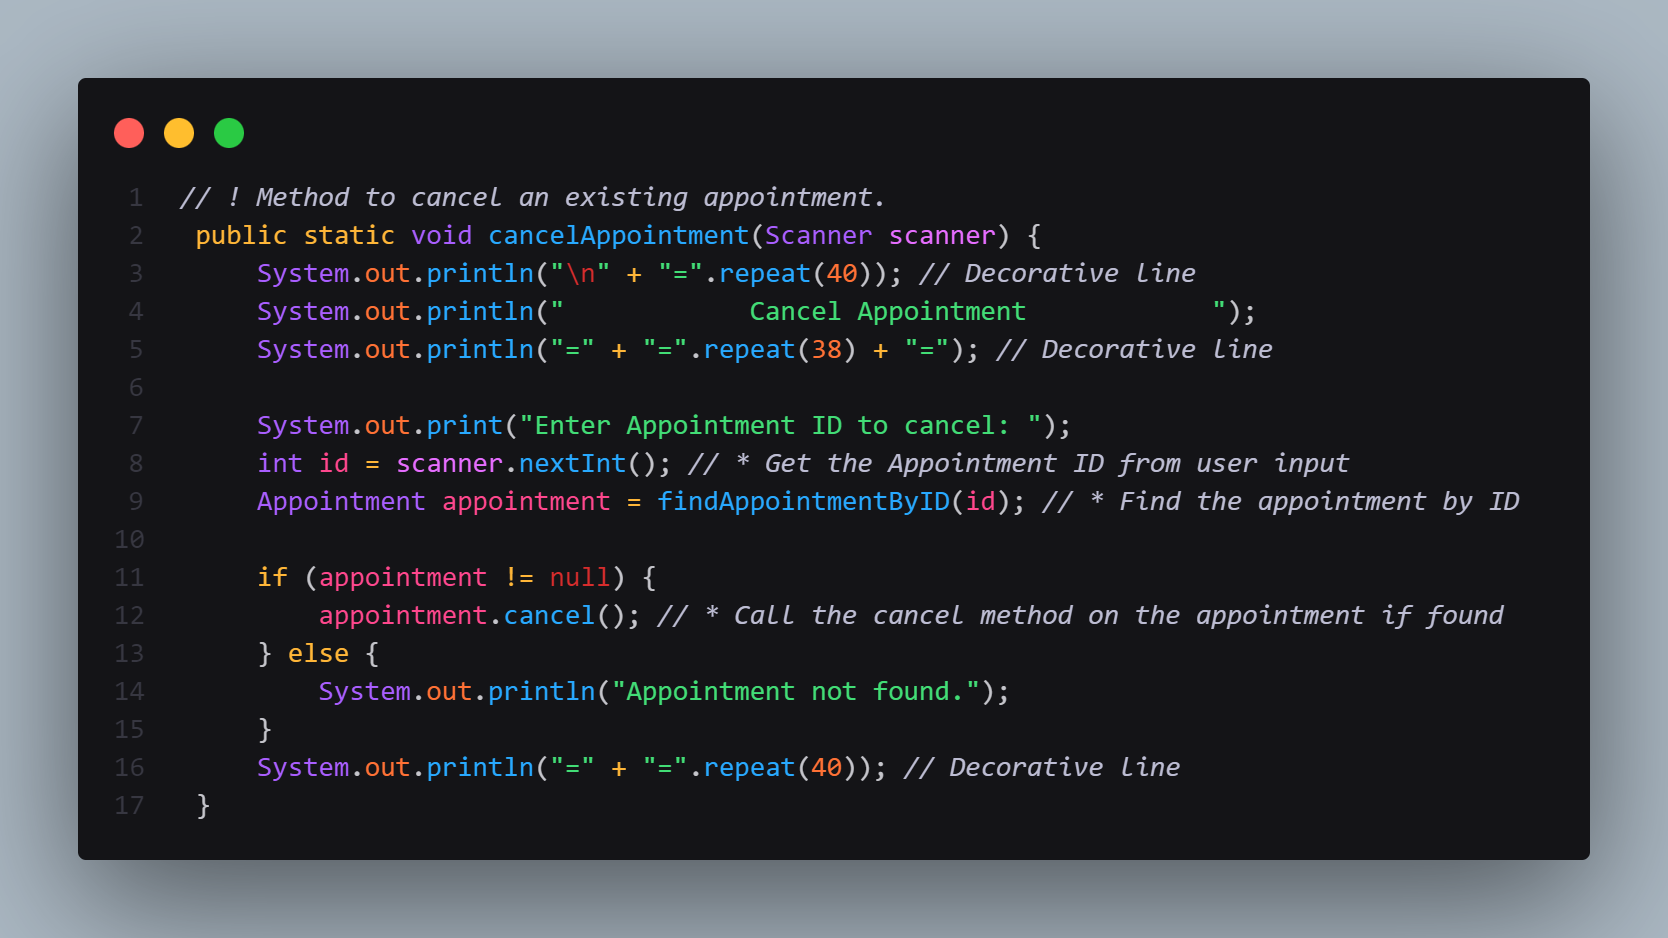 1 // ! Method to cancel an existing appointment.
2 public static void cancelAppointment(Scanner scanner) {
3     System.out.println("\n" + "=".repeat(40)); // Decorative line
4     System.out.println("            Cancel Appointment            ");
5     System.out.println("=" + "=".repeat(38) + "="); // Decorative line
6
7     System.out.print("Enter Appointment ID to cancel: ");
8     int id = scanner.nextInt(); // * Get the Appointment ID from user input
9     Appointment appointment = findAppointmentByID(id); // * Find the appointment by ID
10
11     if (appointment != null) {
12         appointment.cancel(); // * Call the cancel method on the appointment if found
13     } else {
14         System.out.println("Appointment not found.");
15     }
16     System.out.println("=" + "=".repeat(40)); // Decorative line
17 }